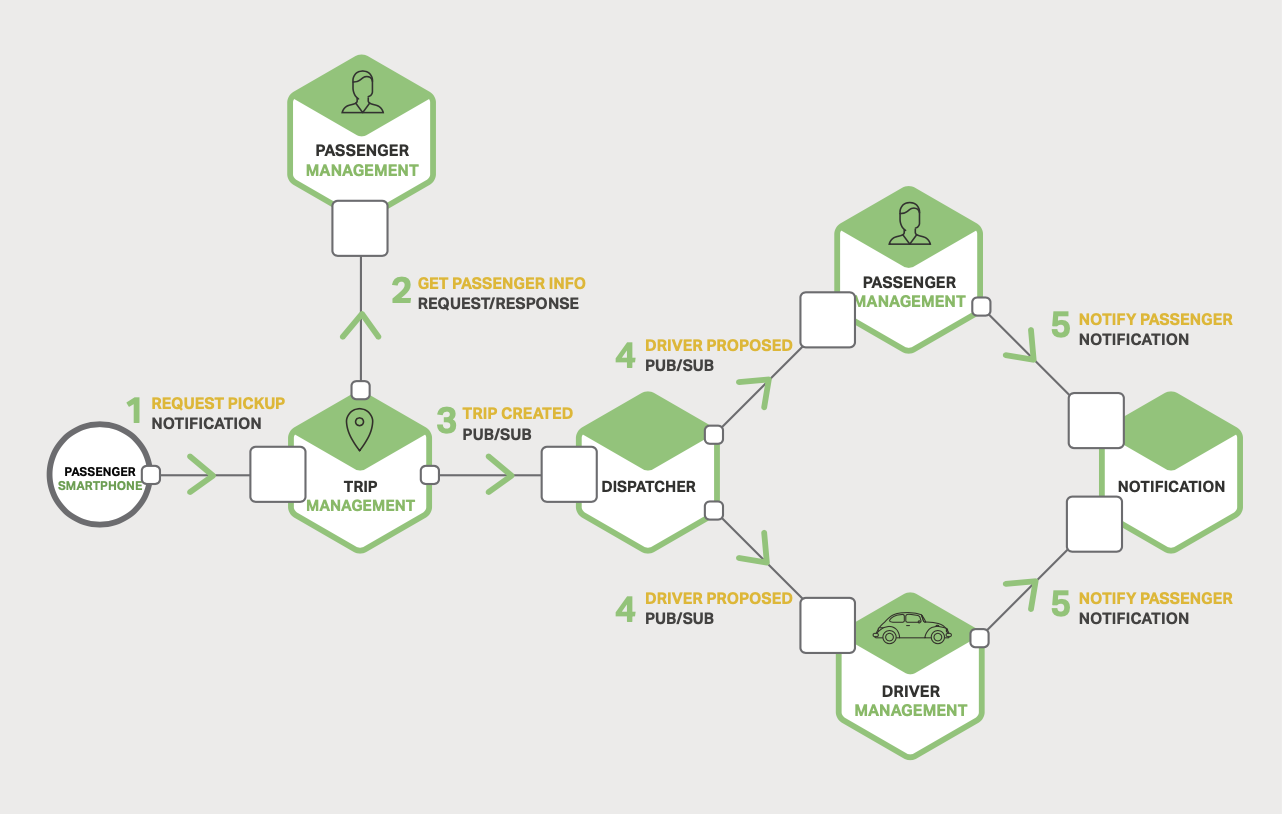 PASSENGER
MANAGEMENT
2 GET PASSENGER INFO
REQUEST/RESPONSE
1 REQUEST PICKUP
NOTIFICATION
PASSENGER
SMARTPHONE
TRIP
MANAGEMENT
3 TRIP CREATED
PUB/SUB
DISPATCHER
4 DRIVER PROPOSED
PUB/SUB
PASSENGER
MANAGEMENT
5 NOTIFY PASSENGER
NOTIFICATION
NOTIFICATION
4 DRIVER PROPOSED
PUB/SUB
DRIVER
MANAGEMENT
5 NOTIFY PASSENGER
NOTIFICATION